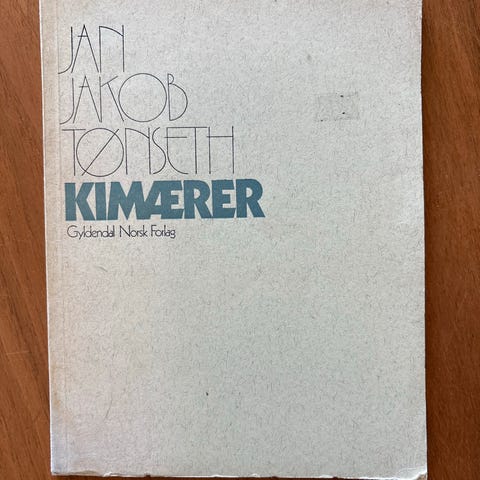 JAN
JAKOB
TØNSETH
KIMÆRER
Gyldendal Norsk Forlag